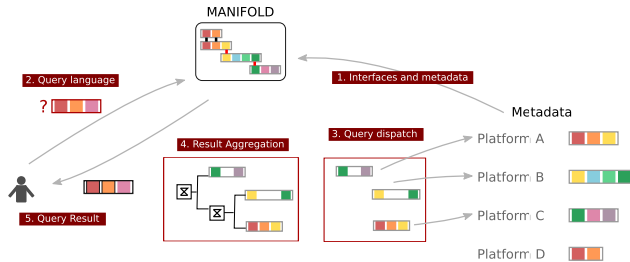 MANIFOLD
2. Query language
1. Interfaces and metadata
?
Metadata
3. Query dispatch
4. Result Aggregation
Platform A
Platform B
5. Query Result
Platform C
Platform D